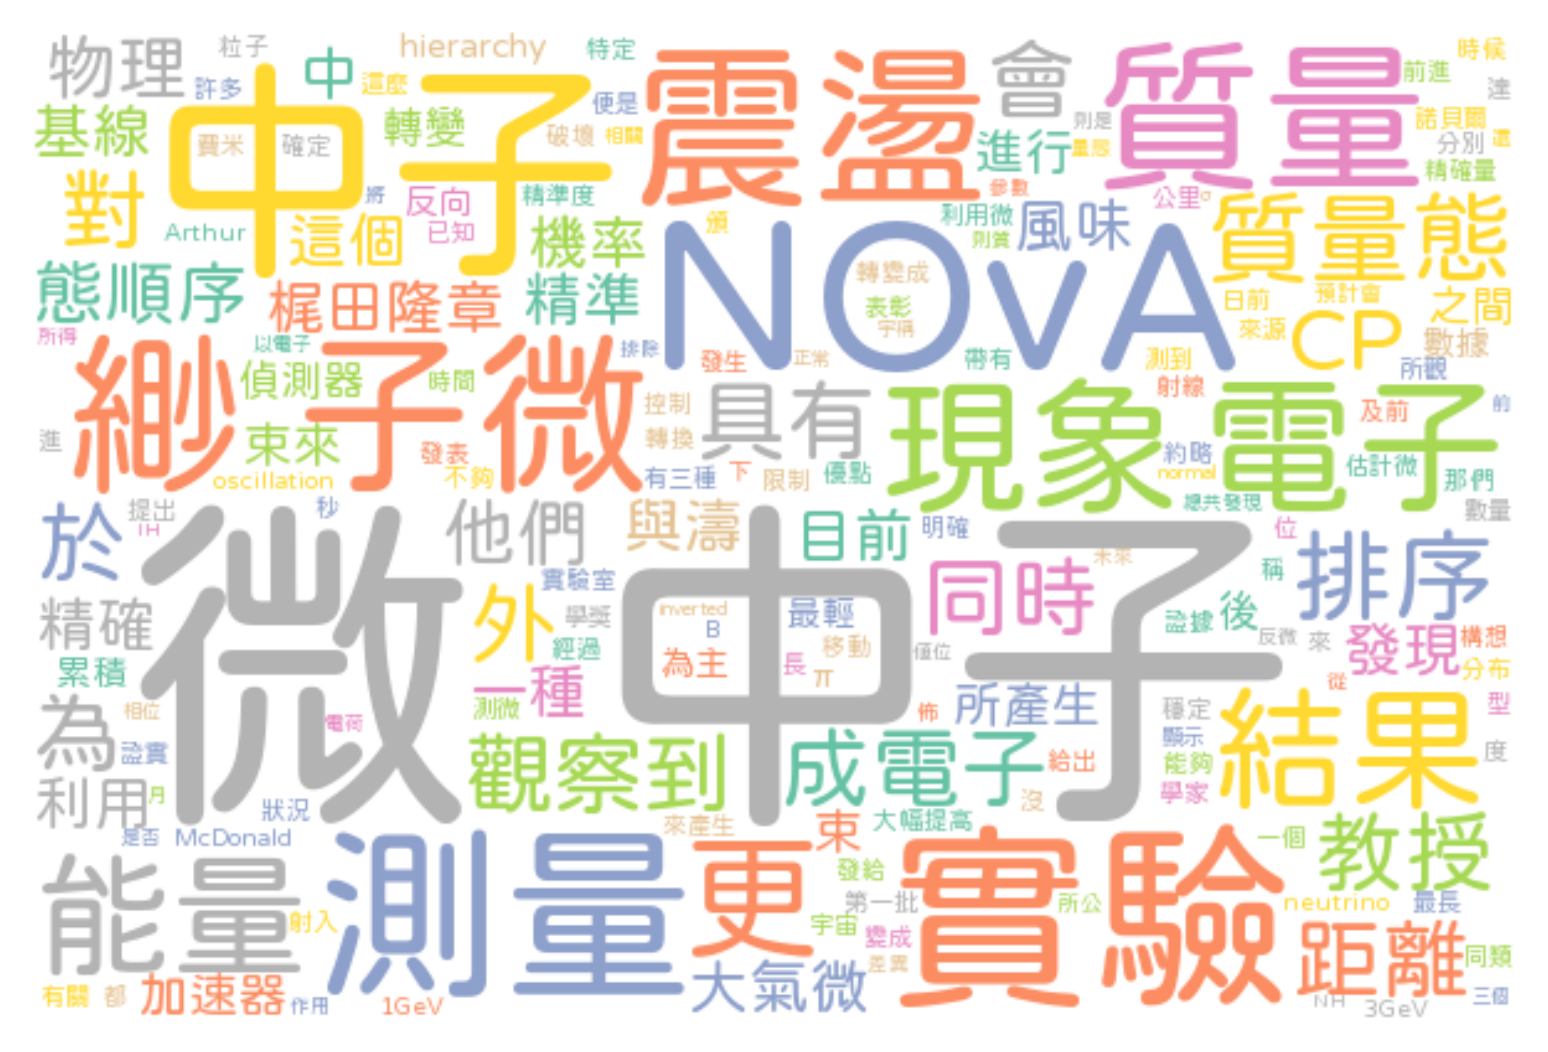 物理 粒子 中 hierarchy 特定 時候
許多 這麼 便是 會 前進 達
基線 中子 轉變 震盪 質量 諾貝爾
費米 確定 破壞 相關 則是 分別 還
對 進行 量態 精確量
將 反向 精準度 參數 公里 σ
Arthur 這個 已知 機率 頒 利用微 風味 質量態
則質
態順序 梶田隆章 精準 NOvA 轉變成 日前 預計會 之間
表彰
所得 以電子 排除 宇稱 來源 CP 數據
緲子微 偵測器 時間 發生 正常 帶有 測到 所觀
控制 具有 現象電子 射線 及前 前
進 束來 發表 轉換 約略 估計微
oscillation 不夠 有三種 下 限制 優點 normal 那們
於 提出 秒 他們 與濤 目前 明確 總共發現 位 數量
IH 微中子 未來 排序
實驗室 同時 稱
精確 外 學獎 inverted 最輕 證據 後
B 反微 來 發現 構想
累積 經過 為主 長 移動 值位 分布
一種 π 從
為 相位 測微 佈 所產生 穩定 結果 型
電荷 顯示
證實 觀察到 成電子 給出 能夠 度
利用 月 狀況 沒 學家
是否 McDonald 來產生 束 大幅提高 一個 教授
能量 測量 更 發給 實驗
射入 第一批 所公 neutrino 最長
宇宙 變成 距離
差異 同類
有關 都 加速器 作用 1GeV 大氣微 NH 3GeV 三個